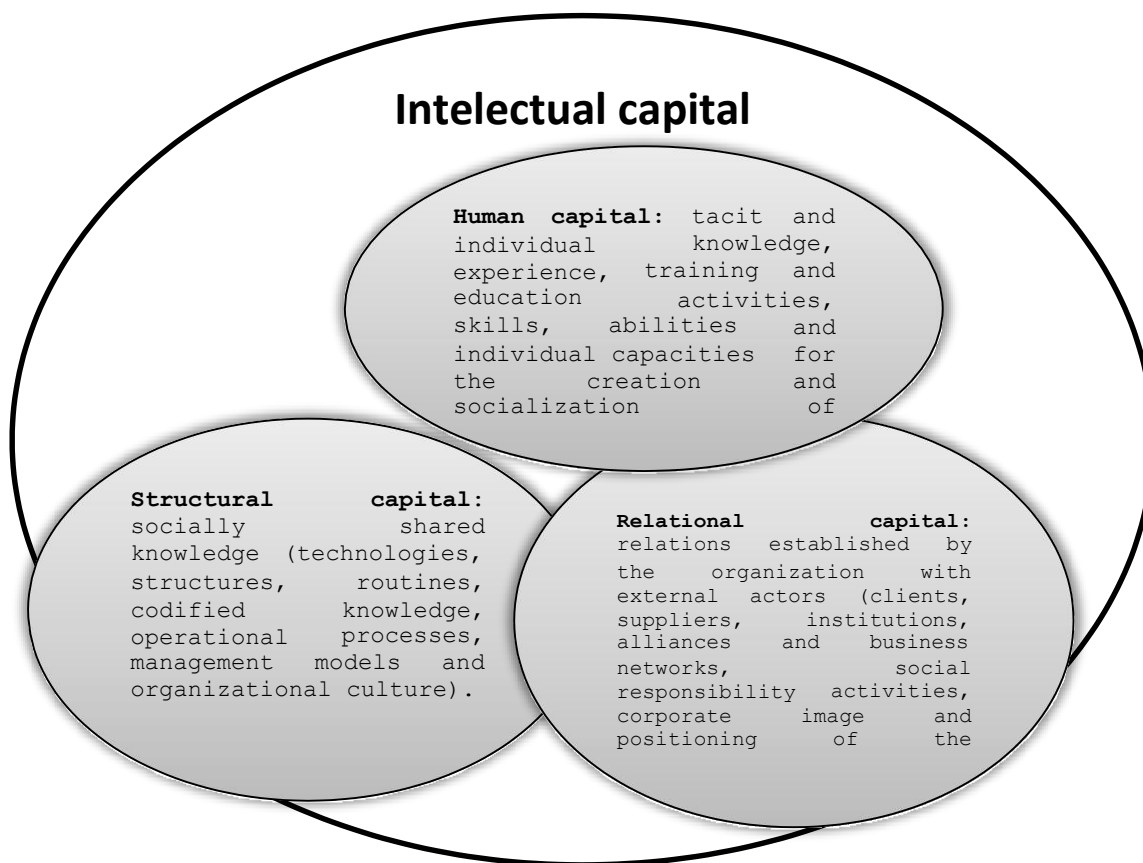 Intelectual capital
Human capital: tacit and
individual knowledge,
experience, training and
education activities,
skills, abilities and
individual capacities for
the creation and
socialization of
Structural capital:
socially shared
knowledge (technologies,
structures, routines,
codified knowledge,
operational processes,
management models and
organizational culture).
Relational capital:
relations established by
the organization with
external actors (clients,
suppliers, institutions,
alliances and business
networks, social
responsibility activities,
corporate image and
positioning of the